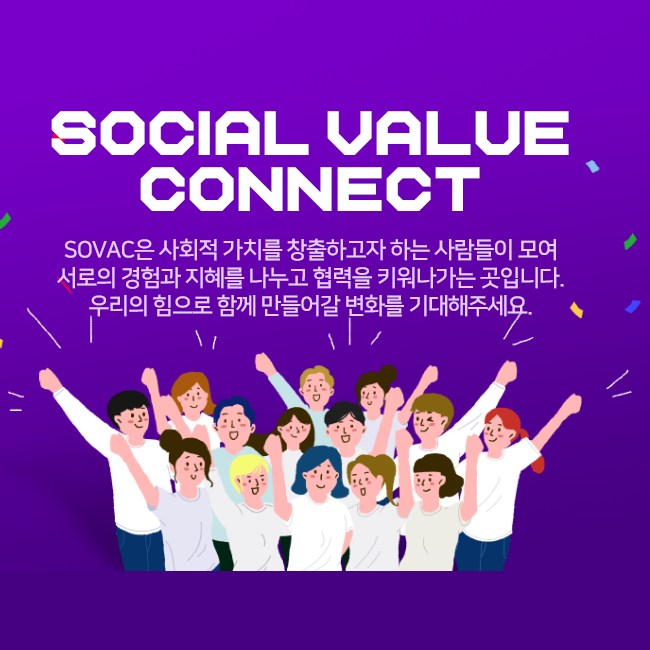 SOCIAL VALUE
CONNECT
SOVAC은 사회적 가치를 창출하고자 하는 사람들이 모여
서로의 경험과 지혜를 나누고 협력을 키워나가는 곳입니다.
우리의 힘으로 함께 만들어갈 변화를 기대해주세요.